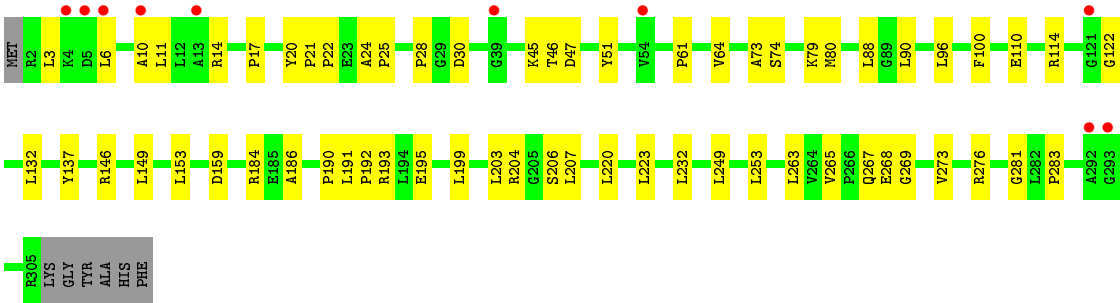 MET R2 L3 K4 D5 L6 A10 L11 L12 A13 R14 P17 Y20 P21 P22 E23 A24 P25 P28 G29 D30 G39 K45 T46 D47 Y51 V54 P61 V64 A73 S74 K79 M80 L88 G89 L90 L96 F100 E110 R114 G121 G122
L132 Y137 R146 L149 L153 D159 R184 E185 A186 P190 L191 P192 R193 L194 E195 L199 L203 R204 G205 S206 L207 L220 L223 L232 L249 L253 L263 V264 V265 P266 Q267 E268 G269 V273 R276 G281 L282 P283 A292 G293
R305 LYS GLY TYR ALA HIS PHE